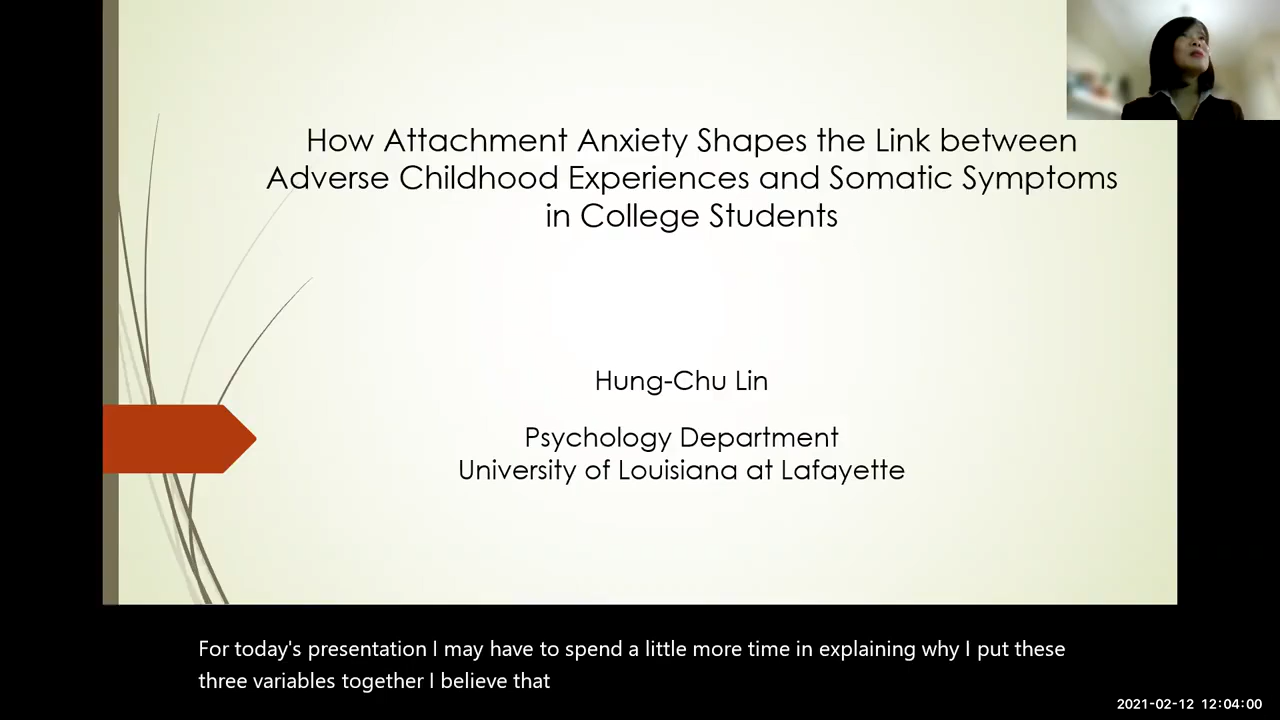 How Attachment Anxiety Shapes the Link between
Adverse Childhood Experiences and Somatic Symptoms
in College Students
Hung-Chu Lin
Psychology Department
University of Louisiana at Lafayette
For today's presentation I may have to spend a little more time in explaining why I put these
three variables together I believe that
2021-02-12 12:04:00